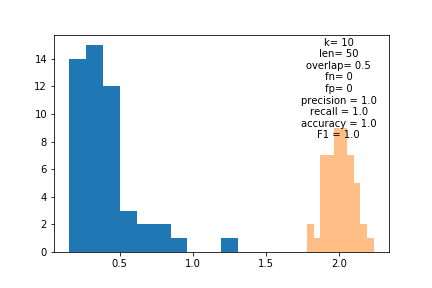 k= 10
len= 50
overlap= 0.5
fn= 0
fp= 0
precision = 1.0
recall = 1.0
accuracy = 1.0
F1 = 1.0
14
12
10
8
6
4
2
0
0.5 1.0 1.5 2.0